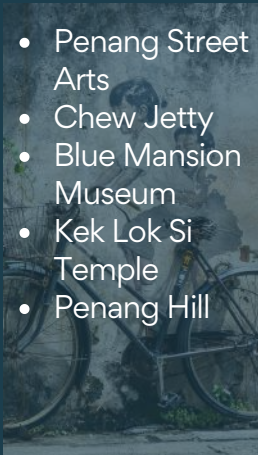 • Penang Street
Arts
• Chew Jetty
• Blue Mansion
Museum
• Kek Lok Si
Temple
• Penang Hill